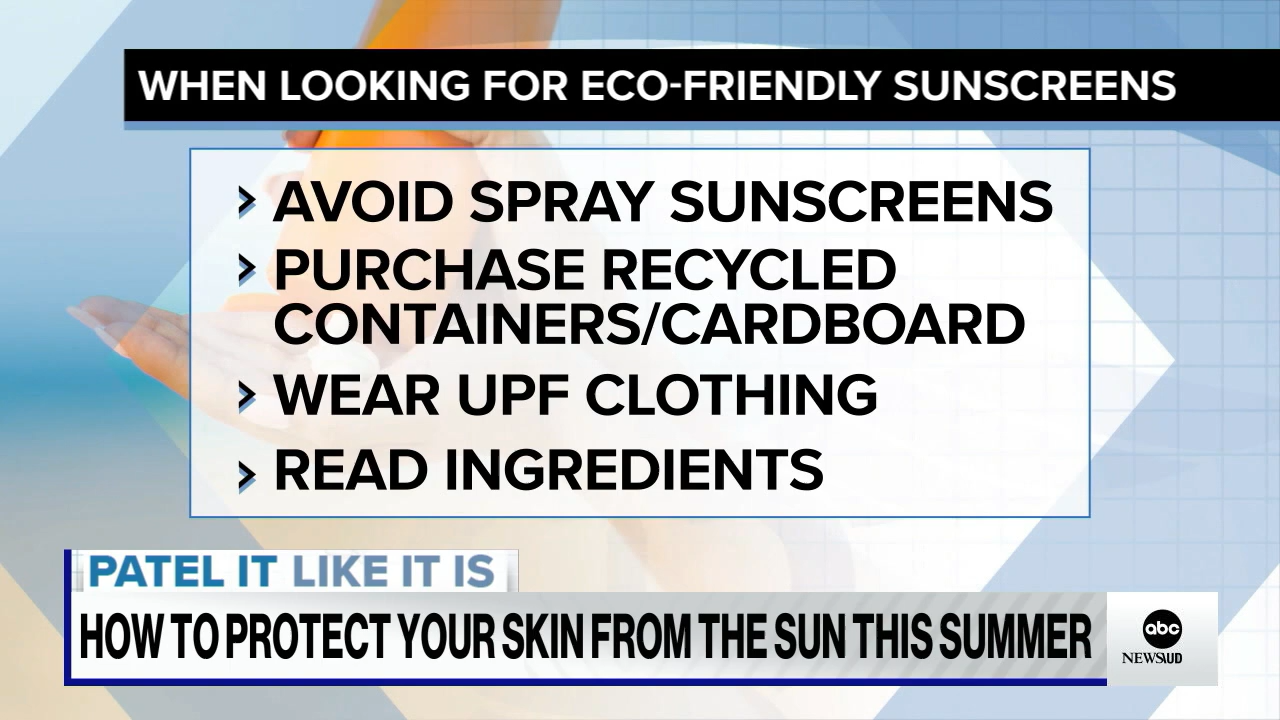 WHEN LOOKING FOR ECO-FRIENDLY SUNSCREENS
> AVOID SPRAY SUNSCREENS
> PURCHASE RECYCLED
CONTAINERS/CARDBOARD
> WEAR UPF CLOTHING
> READ INGREDIENTS
PATEL IT LIKE IT IS
HOW TO PROTECT YOUR SKIN FROM THE SUN THIS SUMMER
abc